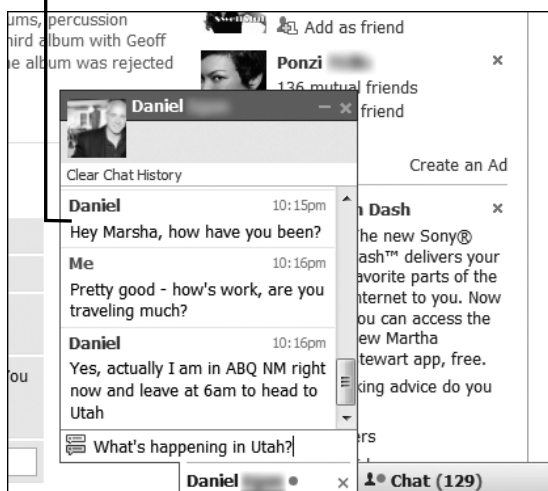 ums, percussion
hird album with Geoff
e album was rejected
Add as friend
Ponzi
136 mutual friends
friend
Create an Ad
Daniel
Clear Chat History
Daniel 10:15pm
Hey Marsha, how have you been?
Me 10:16pm
Pretty good - how's work, are you
traveling much?
Daniel 10:16pm
Yes, actually I am in ABQ NM right
now and leave at 6am to head to
Utah
What's happening in Utah?
Dash
he new Sony®
ash™ delivers your
avorite parts of the
nternet to you. Now
ou can access the
ew Martha
tewart app, free.
king advice do you
ers
You
Daniel
Chat (129)